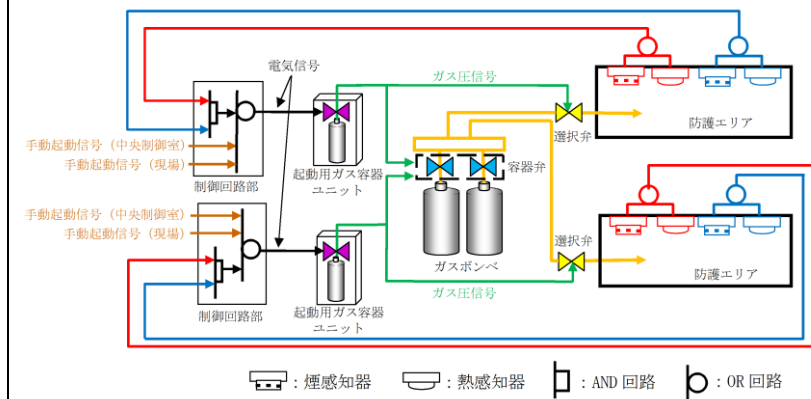 電気信号
ガス圧信号
手動起動信号（中央制御室）
手動起動信号（現場）
制御回路部
起動用ガス容器
ユニット
容器弁
選択弁
防護エリア
手動起動信号（中央制御室）
手動起動信号（現場）
制御回路部
起動用ガス容器
ユニット
ガスボンベ
ガス圧信号
選択弁
防護エリア
：煙感知器 ：熱感知器 ：AND 回路 ：OR 回路